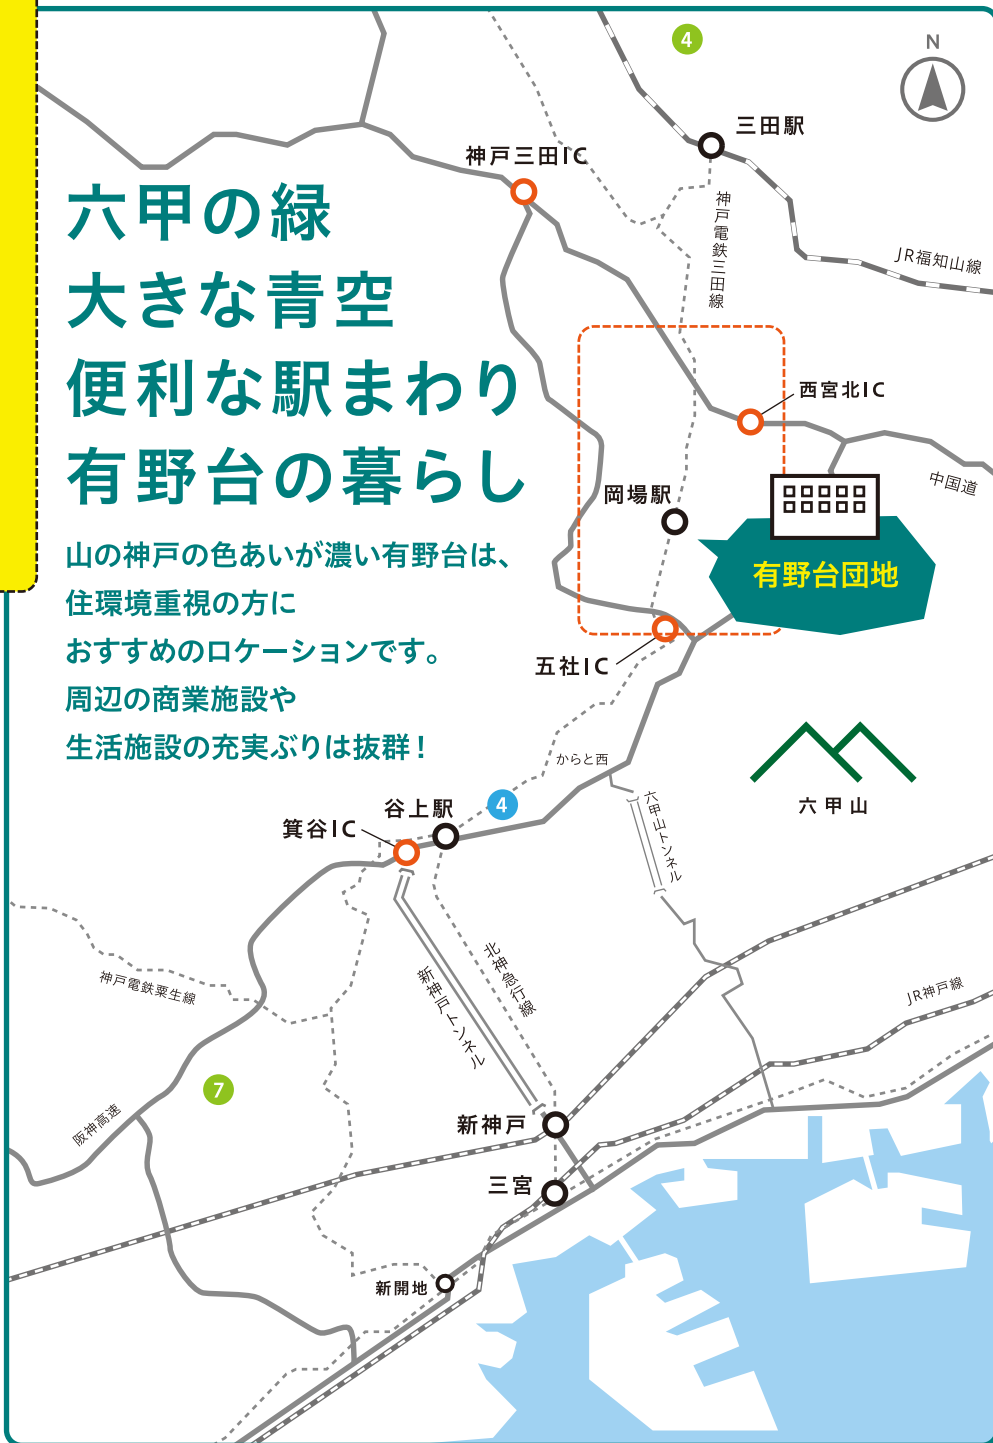 4
N
三田駅
神戸三田IC
六甲の緑
大きな青空
便利な駅まわり
有野台の暮らし
神戸電鉄三田線
JR福知山線
西宮北IC
中国道
岡場駅
有野台団地
山の神戸の色あいが濃い有野台は、
住環境重視の方に
おすすめのロケーションです。
周辺の商業施設や
生活施設の充実ぶりは抜群！
五社IC
からと西
六甲山
谷上駅
4
箕谷IC
六甲山トンネル
神戸電鉄粟生線
新神戸トンネル
北神急行線
JR神戸線
7
阪神高速
新神戸
三宮
新開地